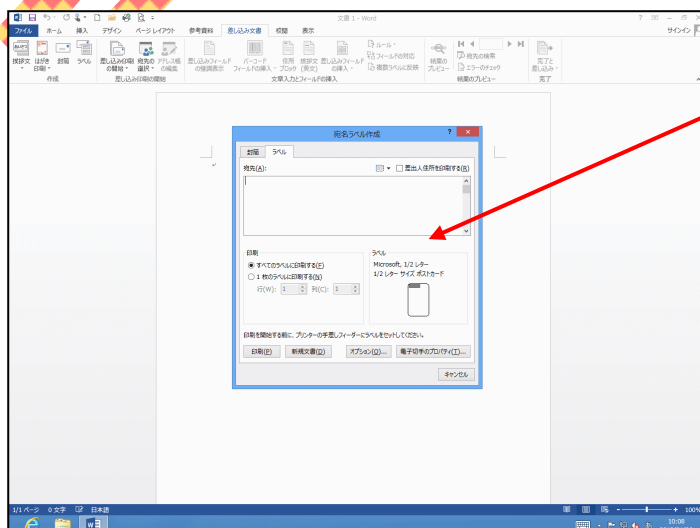 文書 1 - Word
サインイン
ファイル ホーム 挿入 デザイン ページ レイアウト 参考資料 差し込み文書 校閲 表示
挨拶文 はがき印刷 封筒 ラベル
差し込み印刷の開始 宛先の選択 アドレス帳の編集
差し込みフィールドの強調表示 バーコードフィールドの挿入 住所ブロック 挨拶文(英文) 差し込みフィールドの挿入
ルール
フィールドの対応
複数ラベルに反映
結果のプレビュー
宛先の検索
エラーのチェック
完了と差し込み
作成 差し込み印刷の開始 文章入力とフィールドの挿入 結果のプレビュー 完了
宛名ラベル作成
封筒 ラベル
宛先(A): 差出人住所を印刷する(R)
印刷
すべてのラベルに印刷する(F)
1 枚のラベルに印刷する(N)
行(W): 1 列(C): 1
ラベル
Microsoft, 1/2 レター
1/2 レター サイズ ポストカード
印刷を開始する前に、プリンターの手差しフィーダーにラベルをセットしてください。
印刷(P) 新規文書(D) オプション(O)... 電子切手のプロパティ(T)...
キャンセル
1/1 ページ 0 文字 日本語
100%
10:08